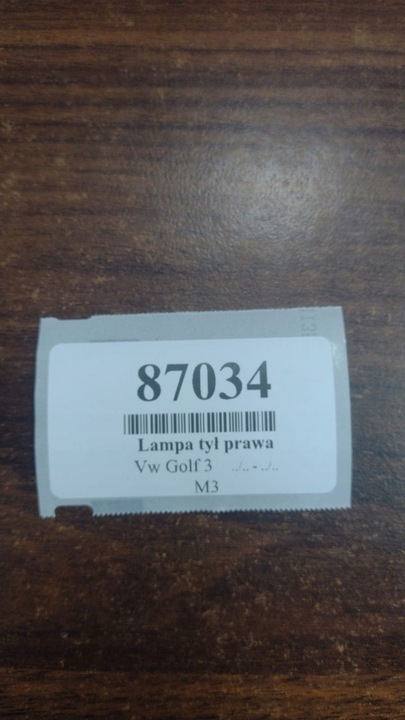 87034
Lampa tył prawa
Vw Golf 3 ../.. - ../..
M3